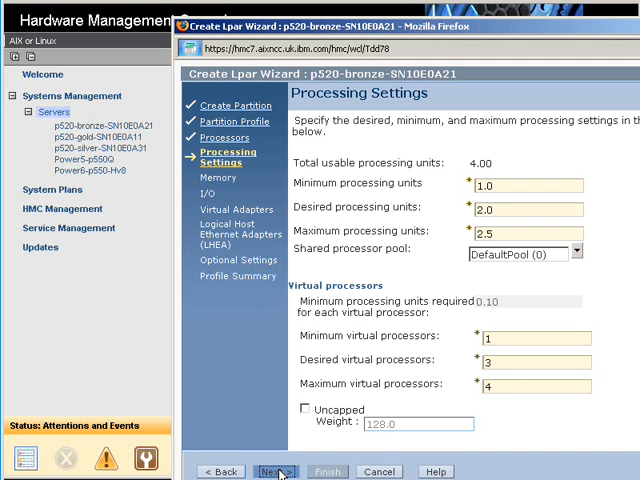 Hardware Management
Create Lpar Wizard : p520-bronze-SN10E0A21 - Mozilla Firefox
https://hmc7.aixncc.uk.ibm.com/hmc/wcl/Tdd78
AIX or Linux
Welcome
Systems Management
Servers
p520-bronze-SN10E0A21
p520-gold-SN10E0A11
p520-silver-SN10E0A31
Power5-p550Q
Power6-p550-Hv8
System Plans
HMC Management
Service Management
Updates
Status: Attentions and Events
Create Lpar Wizard : p520-bronze-SN10E0A21
Create Partition
Partition Profile
Processors
Processing
Settings
Memory
I/O
Virtual Adapters
Logical Host
Ethernet Adapters
(LHEA)
Optional Settings
Profile Summary
Processing Settings
Specify the desired, minimum, and maximum processing settings in th
below.
Total usable processing units: 4.00
Minimum processing units * 1.0
Desired processing units: * 2.0
Maximum processing units: * 2.5
Shared processor pool: DefaultPool (0)
Virtual processors
Minimum processing units required 0.10
for each virtual processor:
Minimum virtual processors: * 1
Desired virtual processors: * 3
Maximum virtual processors: * 4
Uncapped
Weight : 128.0
< Back Next > Finish Cancel Help